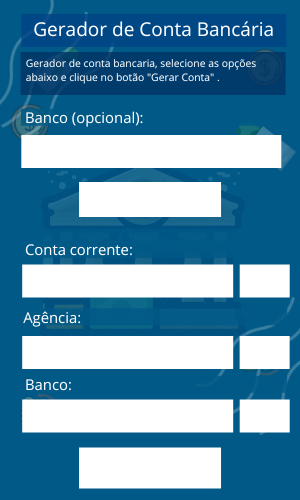 Gerador de Conta Bancária
Gerador de conta bancaria, selecione as opções
abaixo e clique no botão "Gerar Conta" .
Banco (opcional):
Conta corrente:
Agência:
Banco: